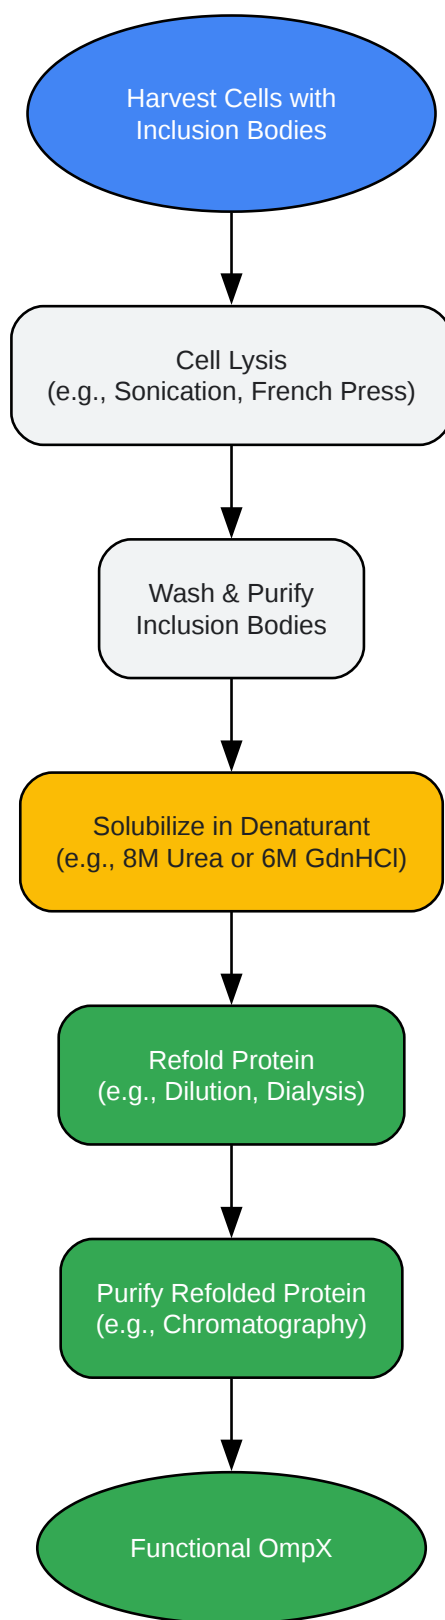 Harvest Cells with
Inclusion Bodies
Cell Lysis
(e.g., Sonication, French Press)
Wash & Purify
Inclusion Bodies
Solubilize in Denaturant
(e.g., 8M Urea or 6M GdnHCl)
Refold Protein
(e.g., Dilution, Dialysis)
Purify Refolded Protein
(e.g., Chromatography)
Functional OmpX